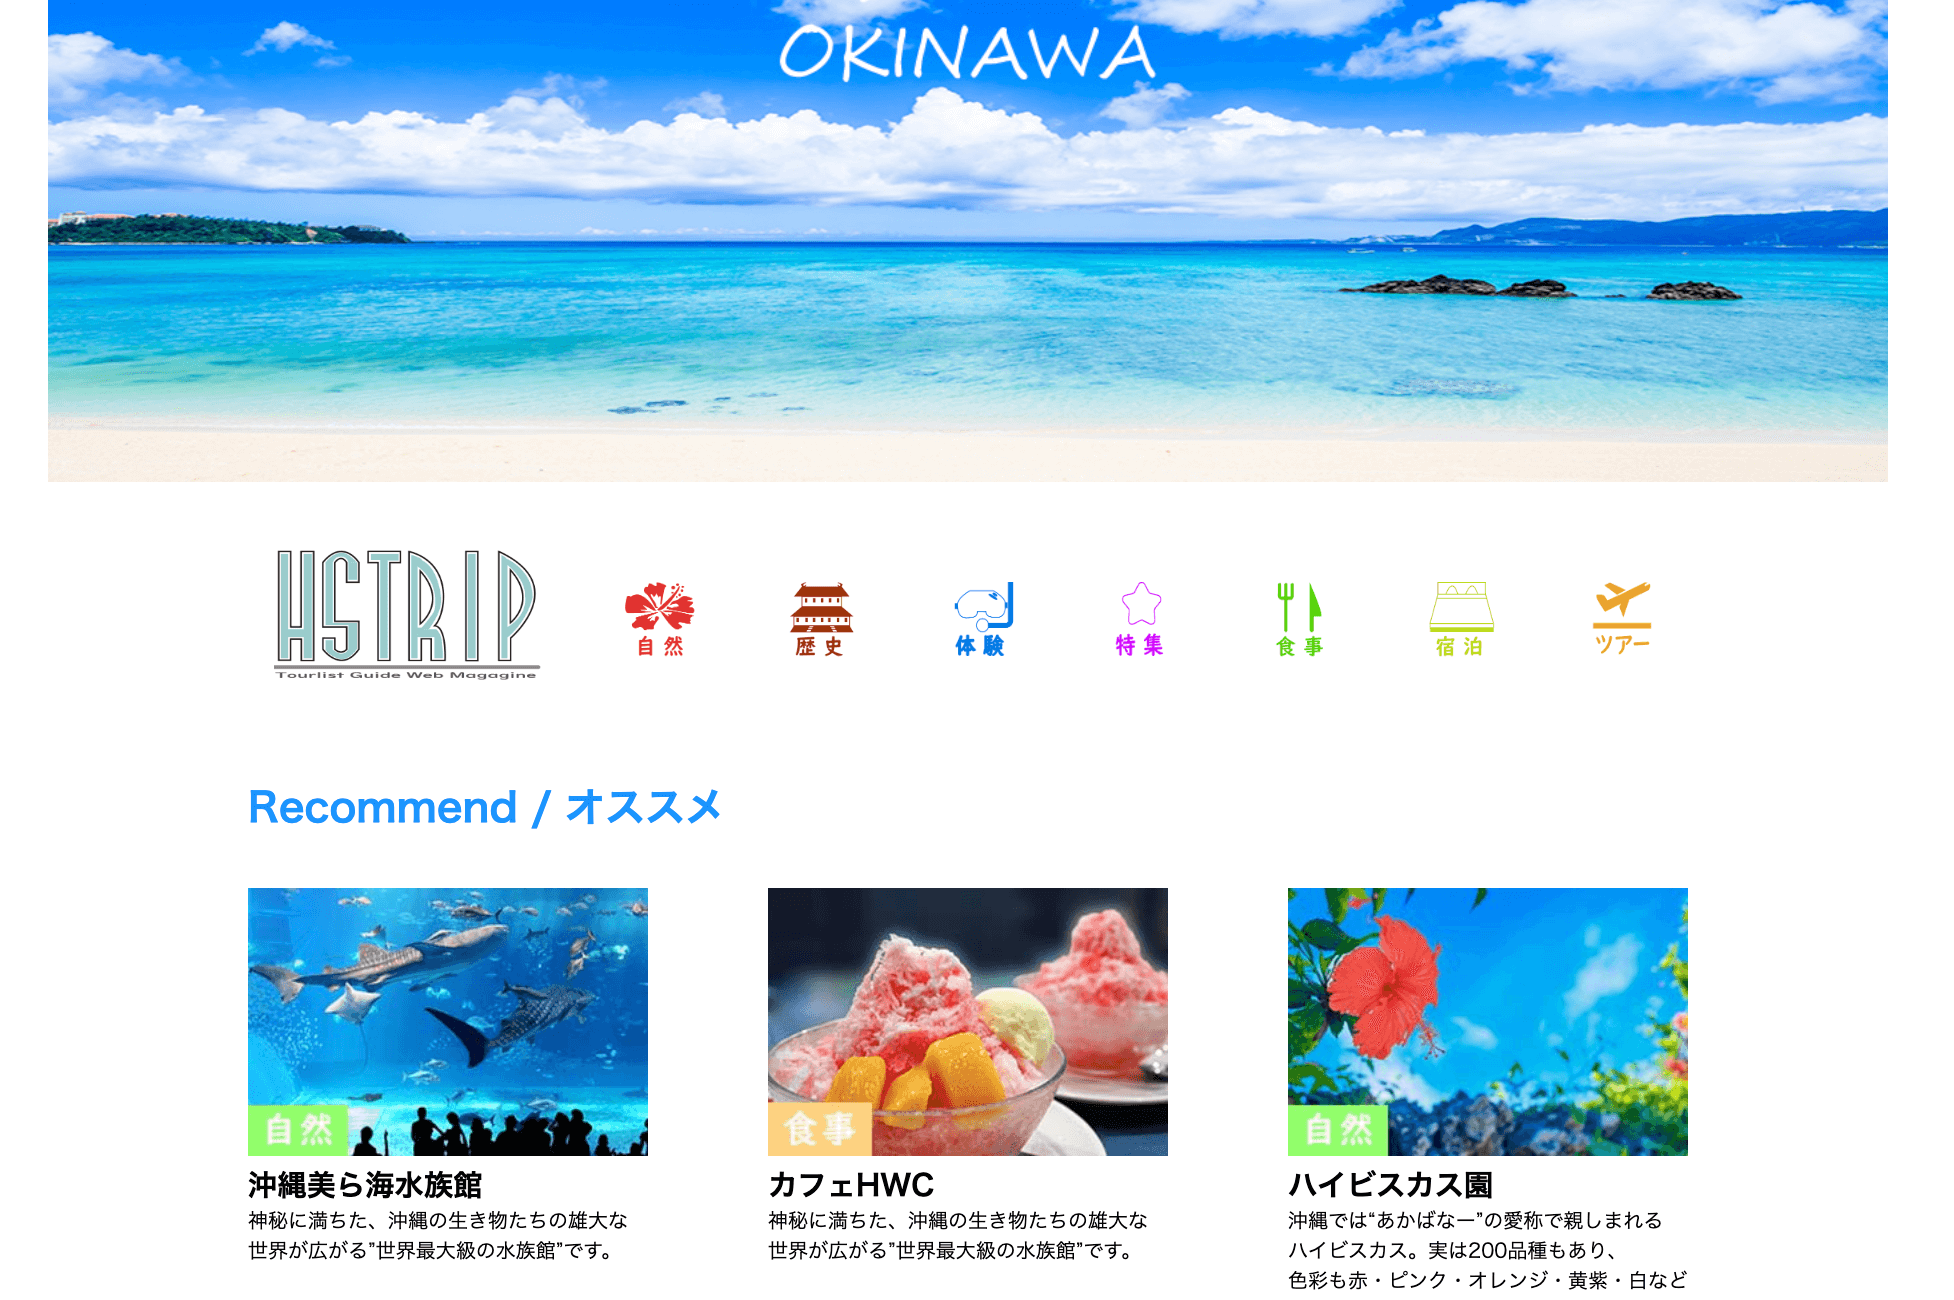 OKINAWA
HSTRIP
Tourlist Guide Web Magagine
自然
歴史
体験
特集
食事
宿泊
ツアー
Recommend / オススメ
自然
沖縄美ら海水族館
神秘に満ちた、沖縄の生き物たちの雄大な
世界が広がる”世界最大級の水族館”です。
食事
カフェHWC
神秘に満ちた、沖縄の生き物たちの雄大な
世界が広がる”世界最大級の水族館”です。
自然
ハイビスカス園
沖縄では“あかばなー”の愛称で親しまれる
ハイビスカス。実は200品種もあり、
色彩も赤・ピンク・オレンジ・黄紫・白など